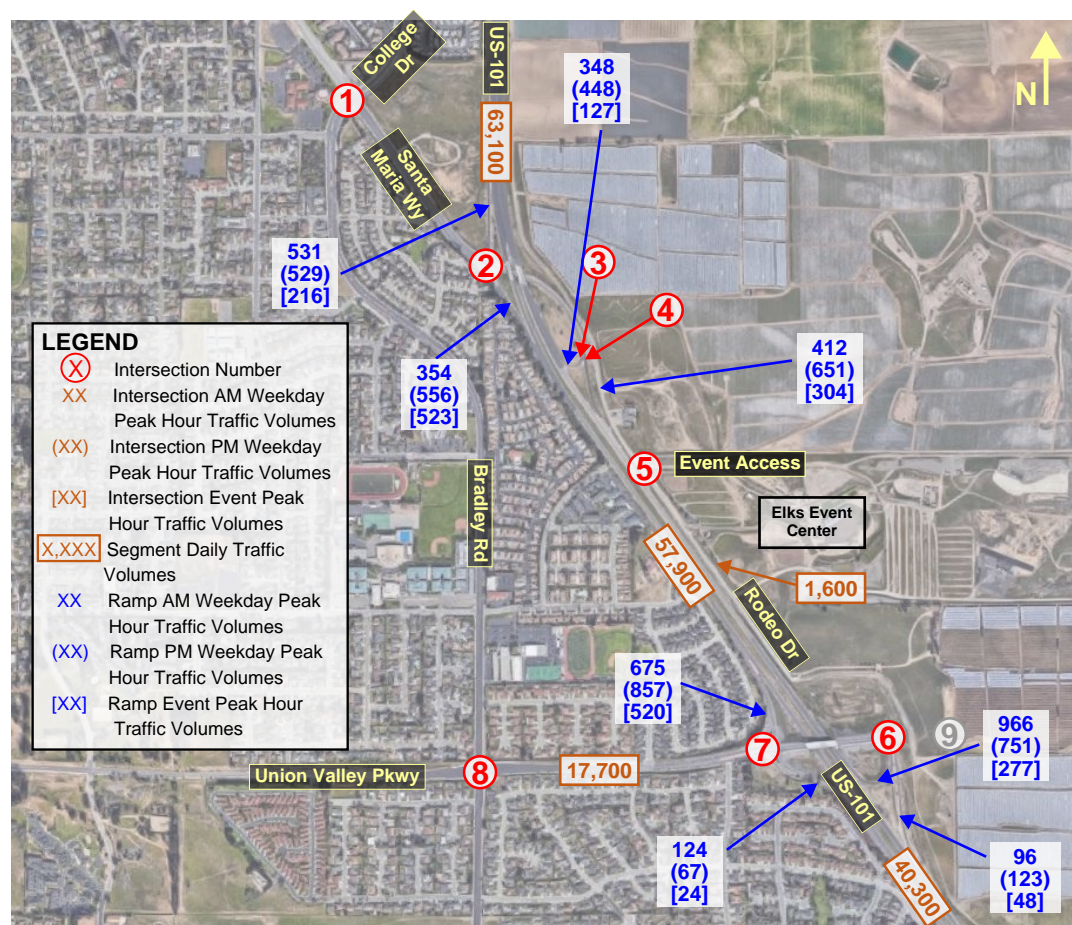 College
Dr
US-101
348
(448)
[127]
N
1
63,100
Santa
Maria Wy
531
(529)
[216]
2
3
4
LEGEND
X Intersection Number
XX Intersection AM Weekday
Peak Hour Traffic Volumes
(XX) Intersection PM Weekday
Peak Hour Traffic Volumes
[XX] Intersection Event Peak
Hour Traffic Volumes
X,XXX Segment Daily Traffic
Volumes
XX Ramp AM Weekday Peak
Hour Traffic Volumes
(XX) Ramp PM Weekday Peak
Hour Traffic Volumes
[XX] Ramp Event Peak Hour
Traffic Volumes
354
(556)
[523]
412
(651)
[304]
5
Event Access
Bradley Rd
Elks Event
Center
57,900
1,600
Rodeo Dr
675
(857)
[520]
7
6
9
966
(751)
[277]
Union Valley Pkwy
8
17,700
US-101
124
(67)
[24]
40,300
96
(123)
[48]